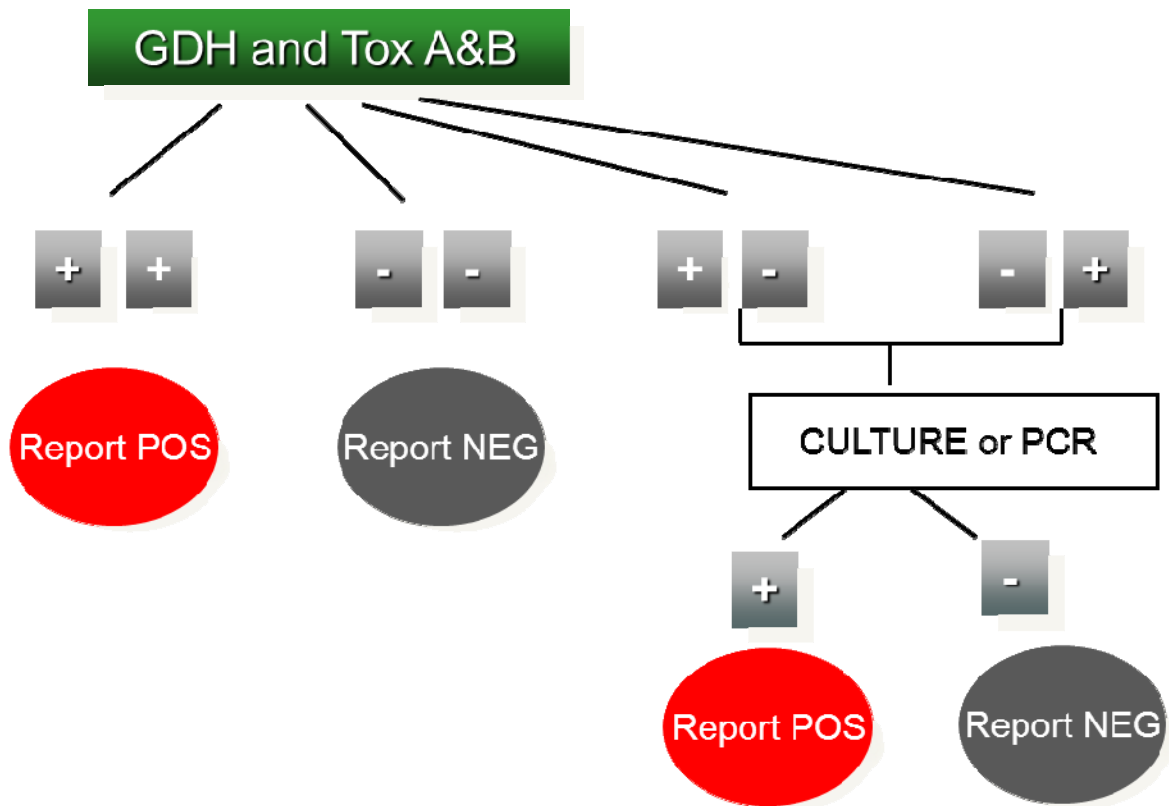 GDH and Tox A&B
+ + - - + - - +
Report POS
Report NEG
CULTURE or PCR
+ -
Report POS
Report NEG